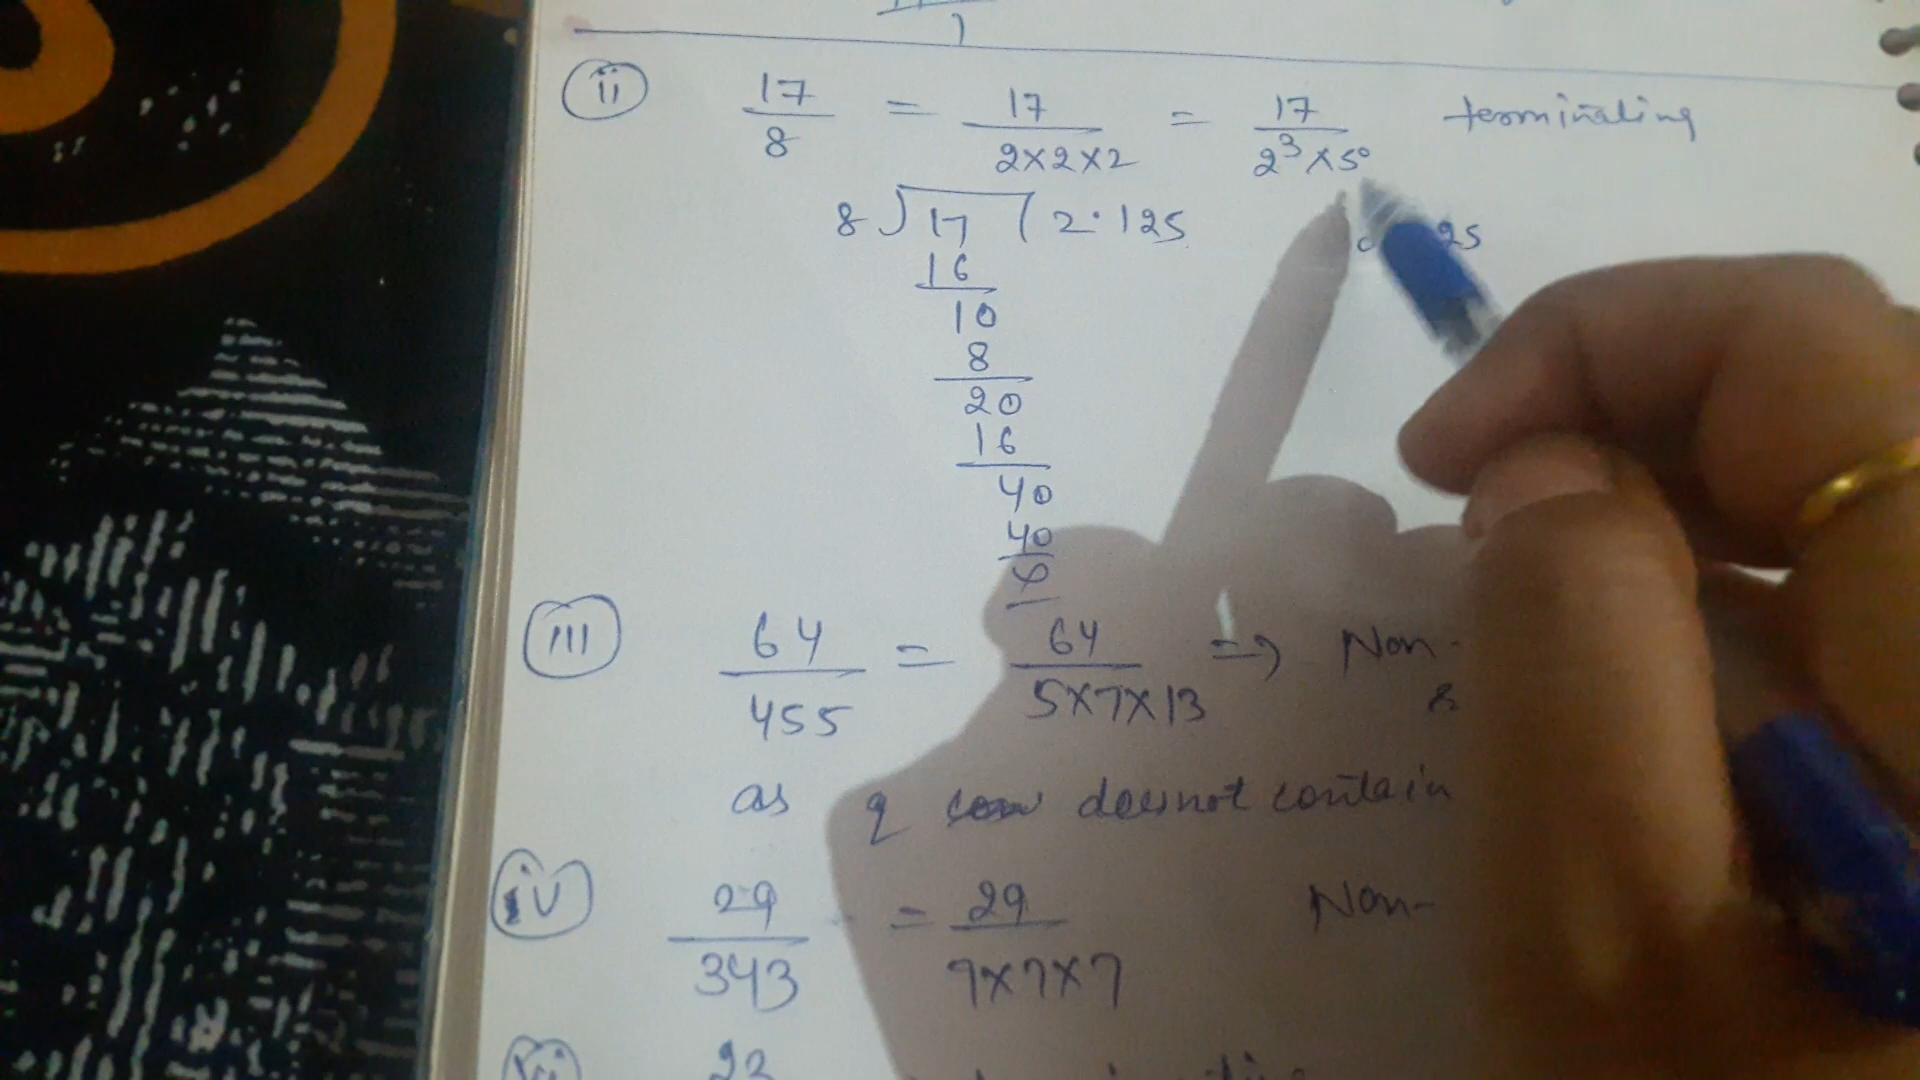 ii 17/8 = 17/2×2×2 = 17/2³×5⁰ terminating
8)17(2.125
16
10
8
20
16
40
40
iii 64/455 = 64/5×7×13 => Non-
as q doesnot contain
iv 29/343 = 29/7×7×7 Non-
23